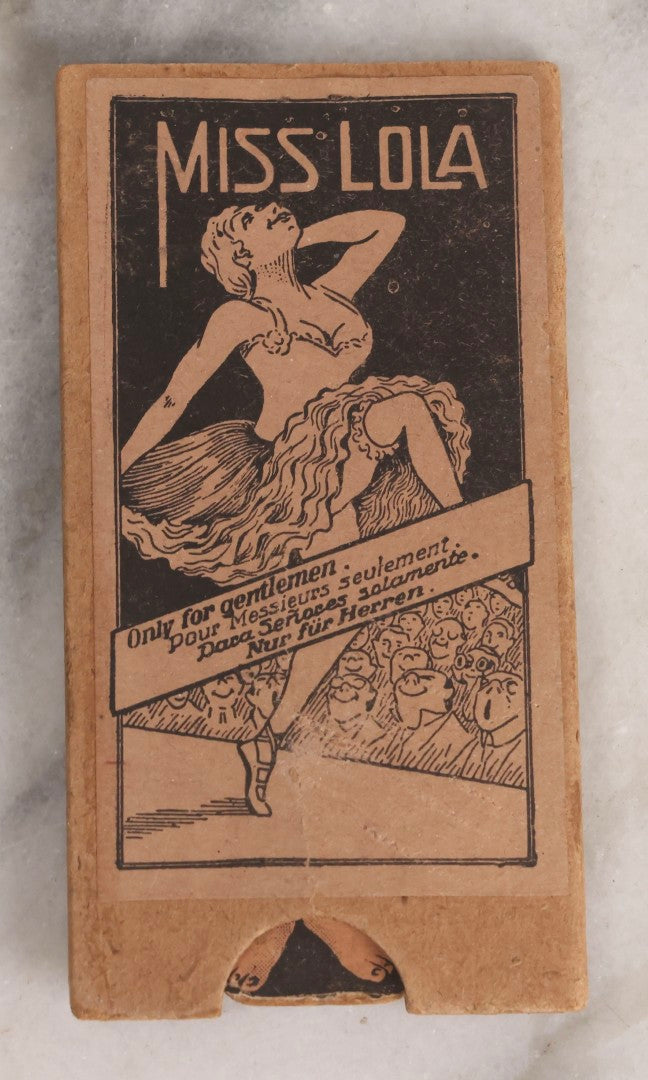 MISS LOLA
Only for gentlemen.
Pour Messieurs seulement.
Para Señores solamente.
Nur für Herren.